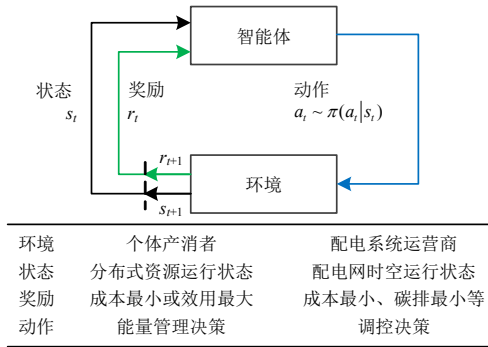 智能体
状态
s_t
奖励
r_t
动作
a_t ~ π(a_t|s_t)
r_{t+1}
环境
s_{t+1}
环境 个体产消者 配电系统运营商
状态 分布式资源运行状态 配电网时空运行状态
奖励 成本最小或效用最大 成本最小、碳排最小等
动作 能量管理决策 调控决策